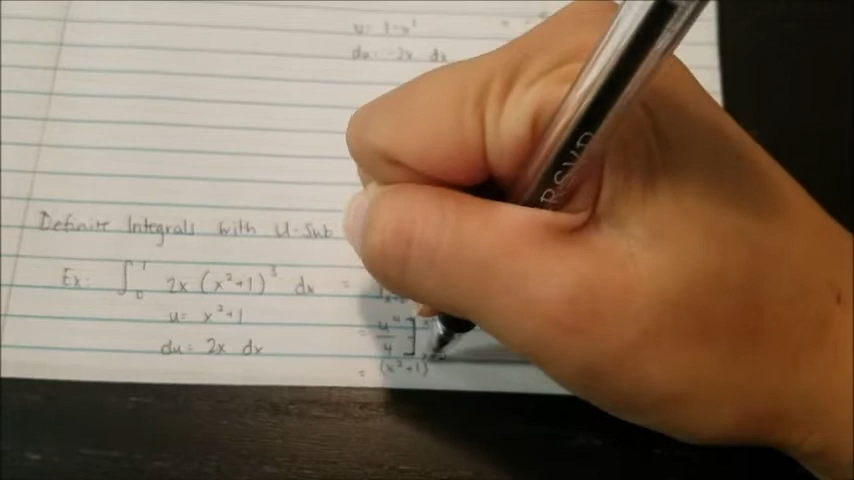 u = 1-x²
du = -2x dx
Definite Integrals with U-Sub
Ex: ∫₀¹ 2x (x²+1)³ dx =
u = x²+1
du = 2x dx
= u⁴/4 ]
= (x²+1)
RSVP